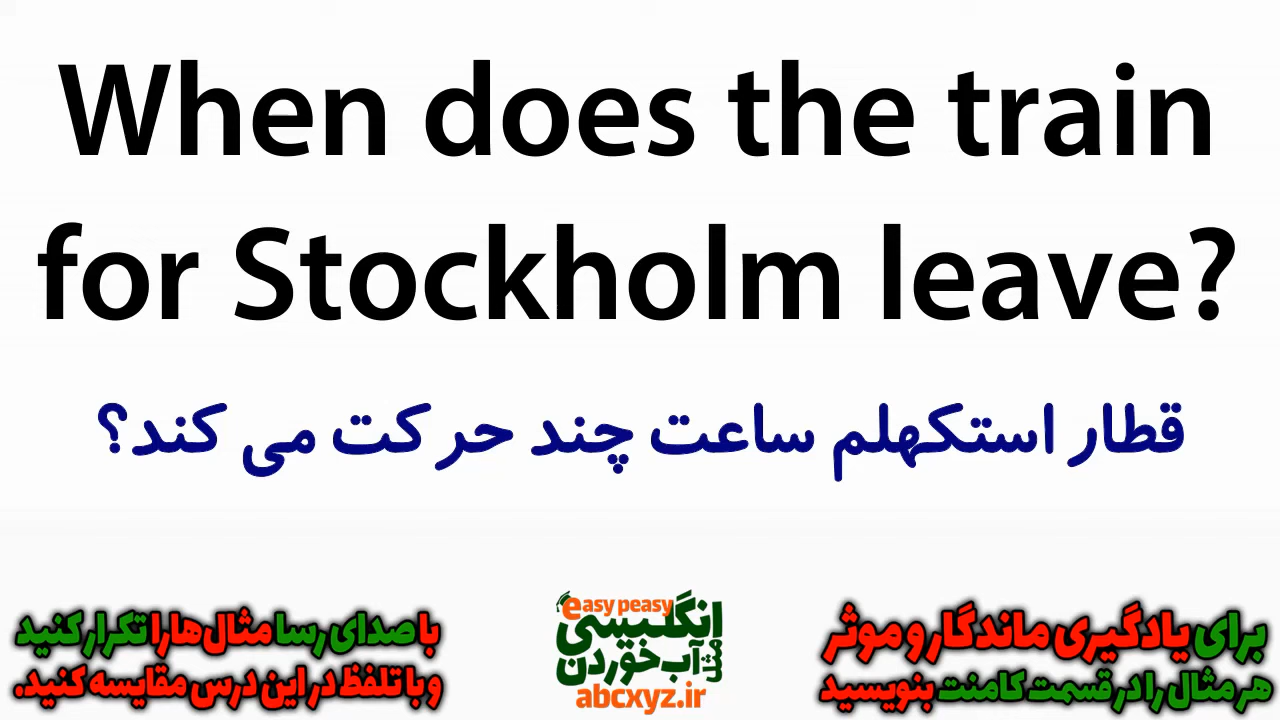 When does the train
for Stockholm leave?
قطار استکهلم ساعت چند حرکت می کند؟
برای یادگیری ماندگار و موثر
هر مثال را در قسمت کامنت بنویسید
easy peasy
انگلیسی
مثل آب خوردن
abcxyz.ir
با صدای رسا مثال‌ها را تکرار کنید
و با تلفظ در این درس مقایسه کنید.